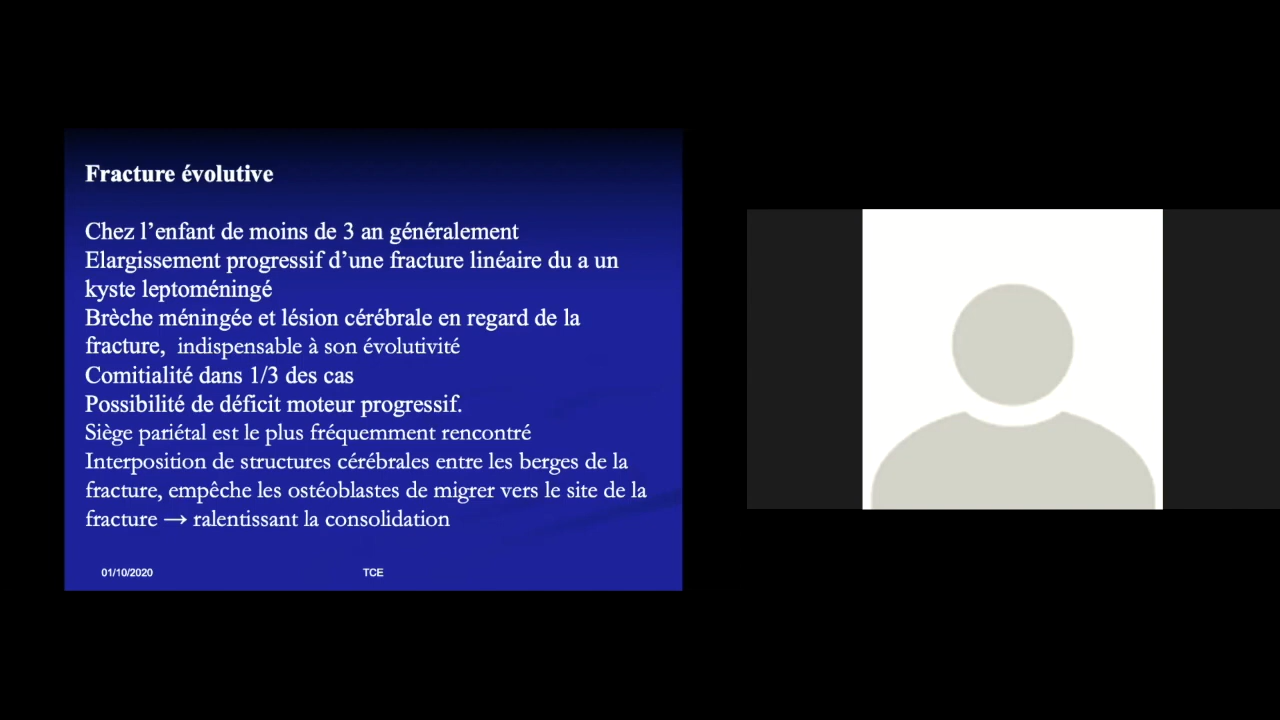 Fracture évolutive
Chez l’enfant de moins de 3 an généralement
Elargissement progressif d’une fracture linéaire du a un
kyste leptoméningé
Brèche méningée et lésion cérébrale en regard de la
fracture, indispensable à son évolutivité
Comitialité dans 1/3 des cas
Possibilité de déficit moteur progressif.
Siège pariétal est le plus fréquemment rencontré
Interposition de structures cérébrales entre les berges de la
fracture, empêche les ostéoblastes de migrer vers le site de la
fracture → ralentissant la consolidation
01/10/2020 TCE